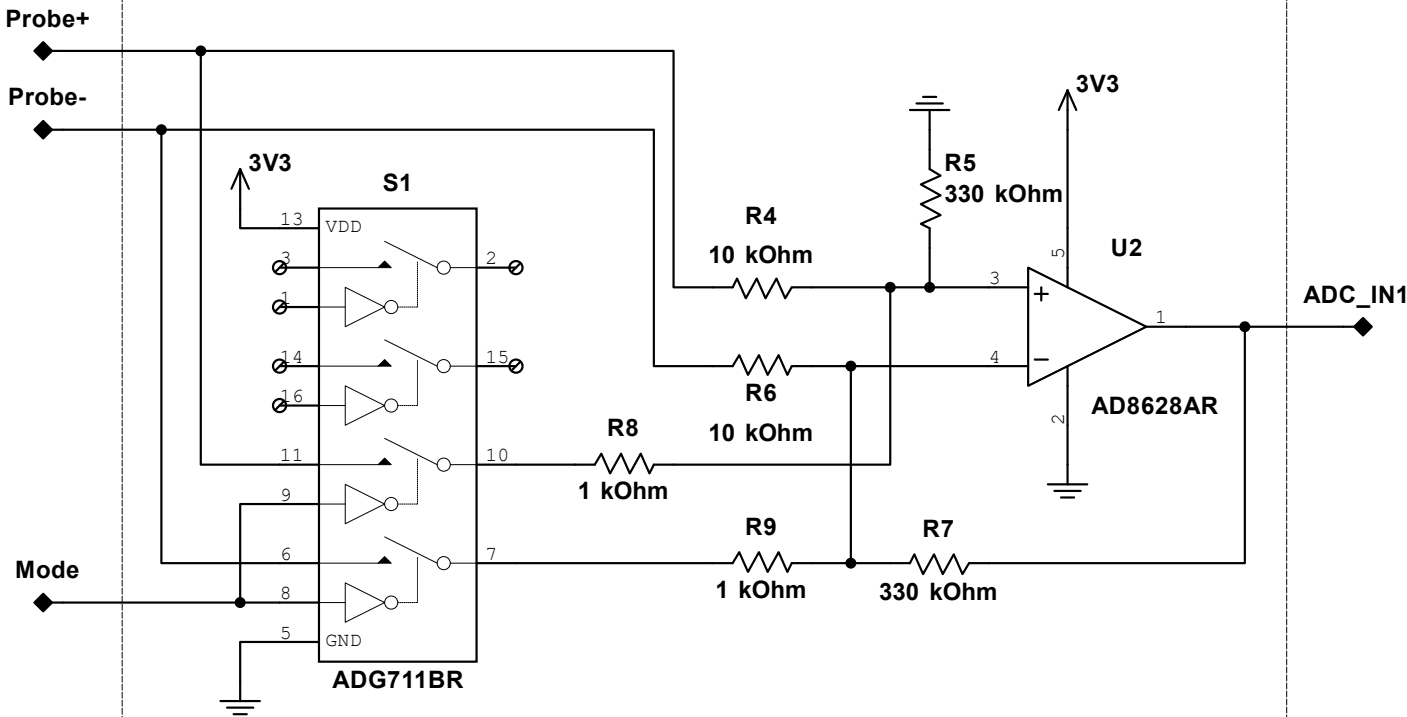 Probe+
Probe-
3V3
S1
13
VDD
3
2
1
14
15
16
11
10
9
6
7
8
5
GND
ADG711BR
Mode
R8
1 kOhm
R4
10 kOhm
R6
10 kOhm
R9
1 kOhm
R7
330 kOhm
R5
330 kOhm
3V3
5
U2
3
+
4
−
1
2
AD8628AR
ADC_IN1